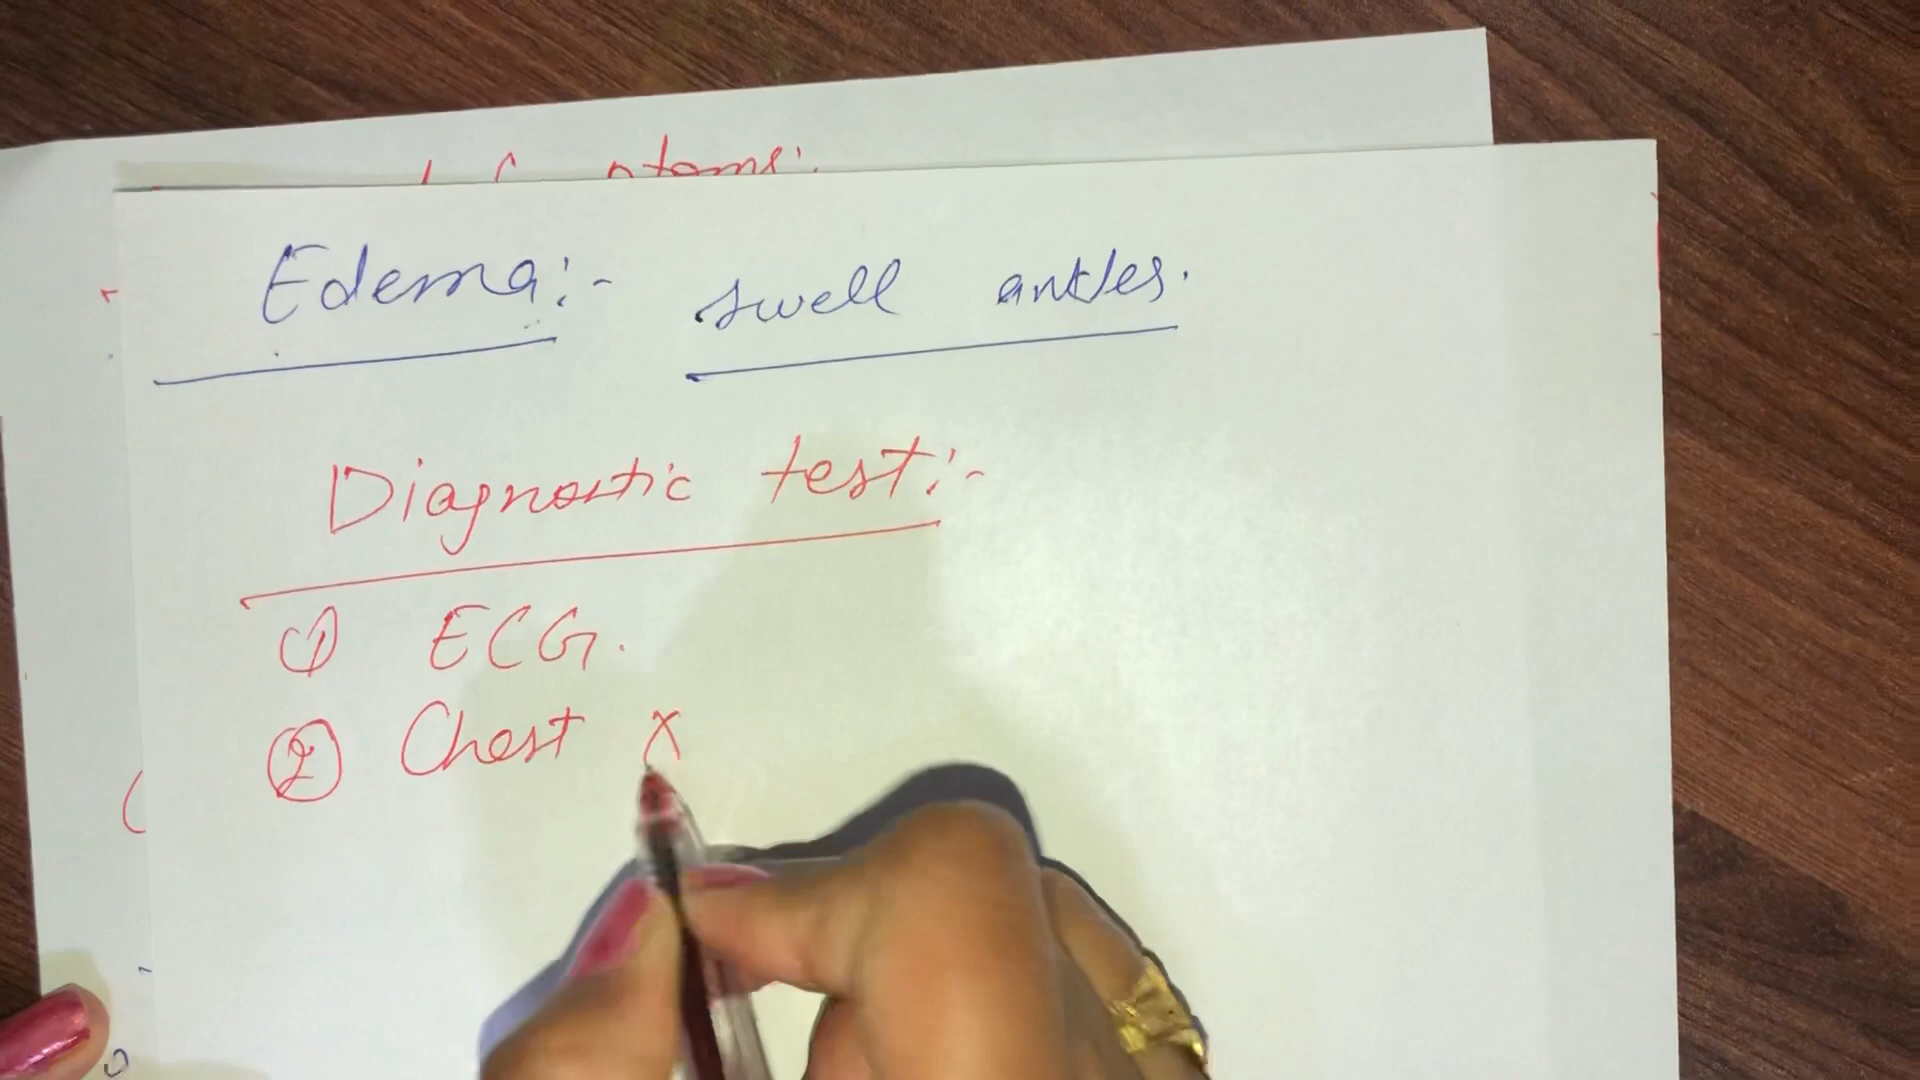 Edema:- swell ankles.
Diagnostic test:-
① ECG.
② Chest X